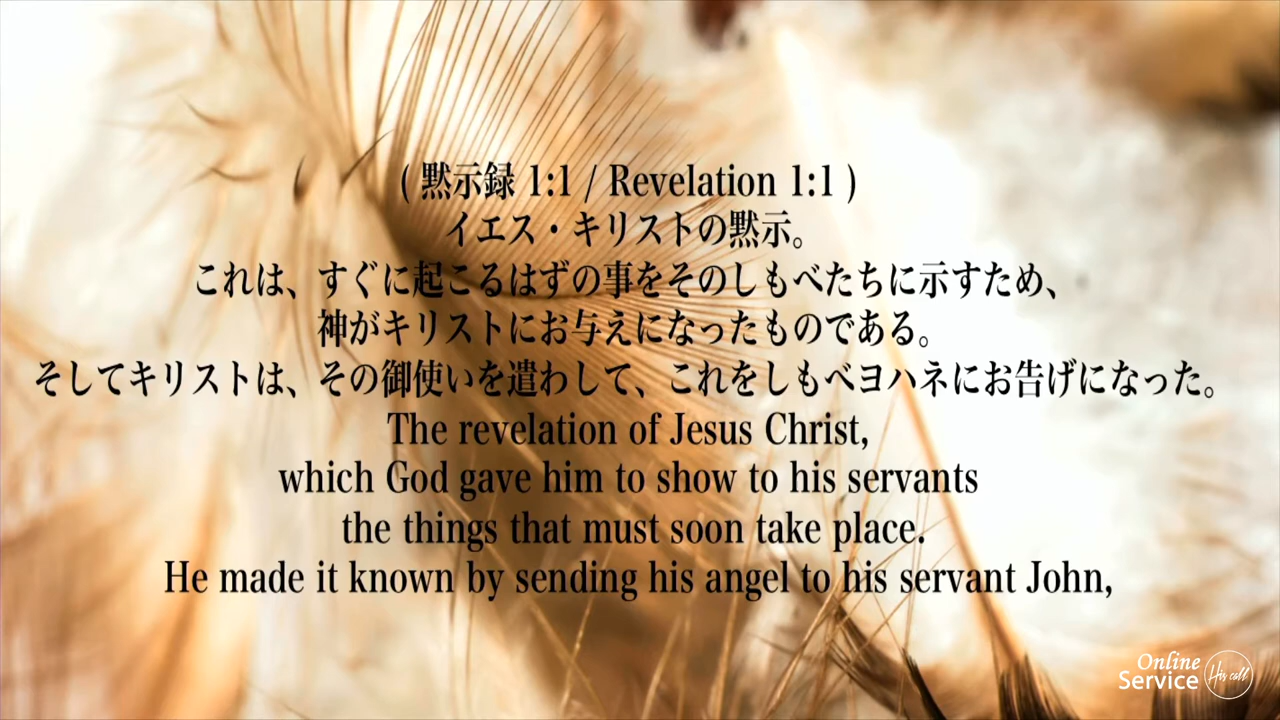 ( 黙示録 1:1 / Revelation 1:1 )
イエス・キリストの黙示。
これは、すぐに起こるはずの事をそのしもべたちに示すため、
神がキリストにお与えになったものである。
そしてキリストは、その御使いを遣わして、これをしもべヨハネにお告げになった。
The revelation of Jesus Christ,
which God gave him to show to his servants
the things that must soon take place.
He made it known by sending his angel to his servant John,
Online
Service
His call